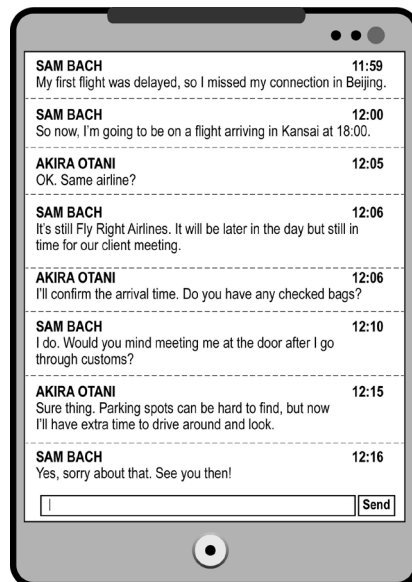 SAM BACH 11:59
My first flight was delayed, so I missed my connection in Beijing.
SAM BACH 12:00
So now, I'm going to be on a flight arriving in Kansai at 18:00.
AKIRA OTANI 12:05
OK. Same airline?
SAM BACH 12:06
It's still Fly Right Airlines. It will be later in the day but still in
time for our client meeting.
AKIRA OTANI 12:06
I'll confirm the arrival time. Do you have any checked bags?
SAM BACH 12:10
I do. Would you mind meeting me at the door after I go
through customs?
AKIRA OTANI 12:15
Sure thing. Parking spots can be hard to find, but now
I'll have extra time to drive around and look.
SAM BACH 12:16
Yes, sorry about that. See you then!
Send